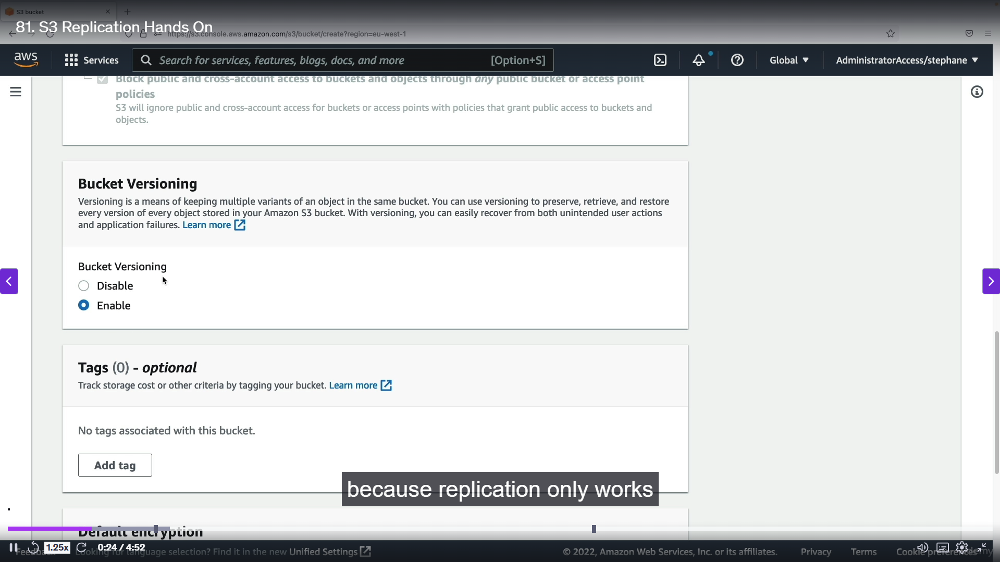 S3 bucket
81. S3 Replication Hands On
https://s3.console.aws.amazon.com/s3/bucket/create?region=eu-west-1
aws
Services
Search for services, features, blogs, docs, and more
[Option+S]
Global
AdministratorAccess/stephane
Block public and cross-account access to buckets and objects through any public bucket or access point
policies
S3 will ignore public and cross-account access for buckets or access points with policies that grant public access to buckets and
objects.
Bucket Versioning
Versioning is a means of keeping multiple variants of an object in the same bucket. You can use versioning to preserve, retrieve, and restore
every version of every object stored in your Amazon S3 bucket. With versioning, you can easily recover from both unintended user actions
and application failures. Learn more
Bucket Versioning
Disable
Enable
Tags (0) - optional
Track storage cost or other criteria by tagging your bucket. Learn more
No tags associated with this bucket.
Add tag
because replication only works
Default encryption
1.25x
0:24 / 4:52
Feedback
Looking for language selection? Find it in the new Unified Settings
© 2022, Amazon Web Services, Inc. or its affiliates.
Privacy
Terms
Cookie preferences